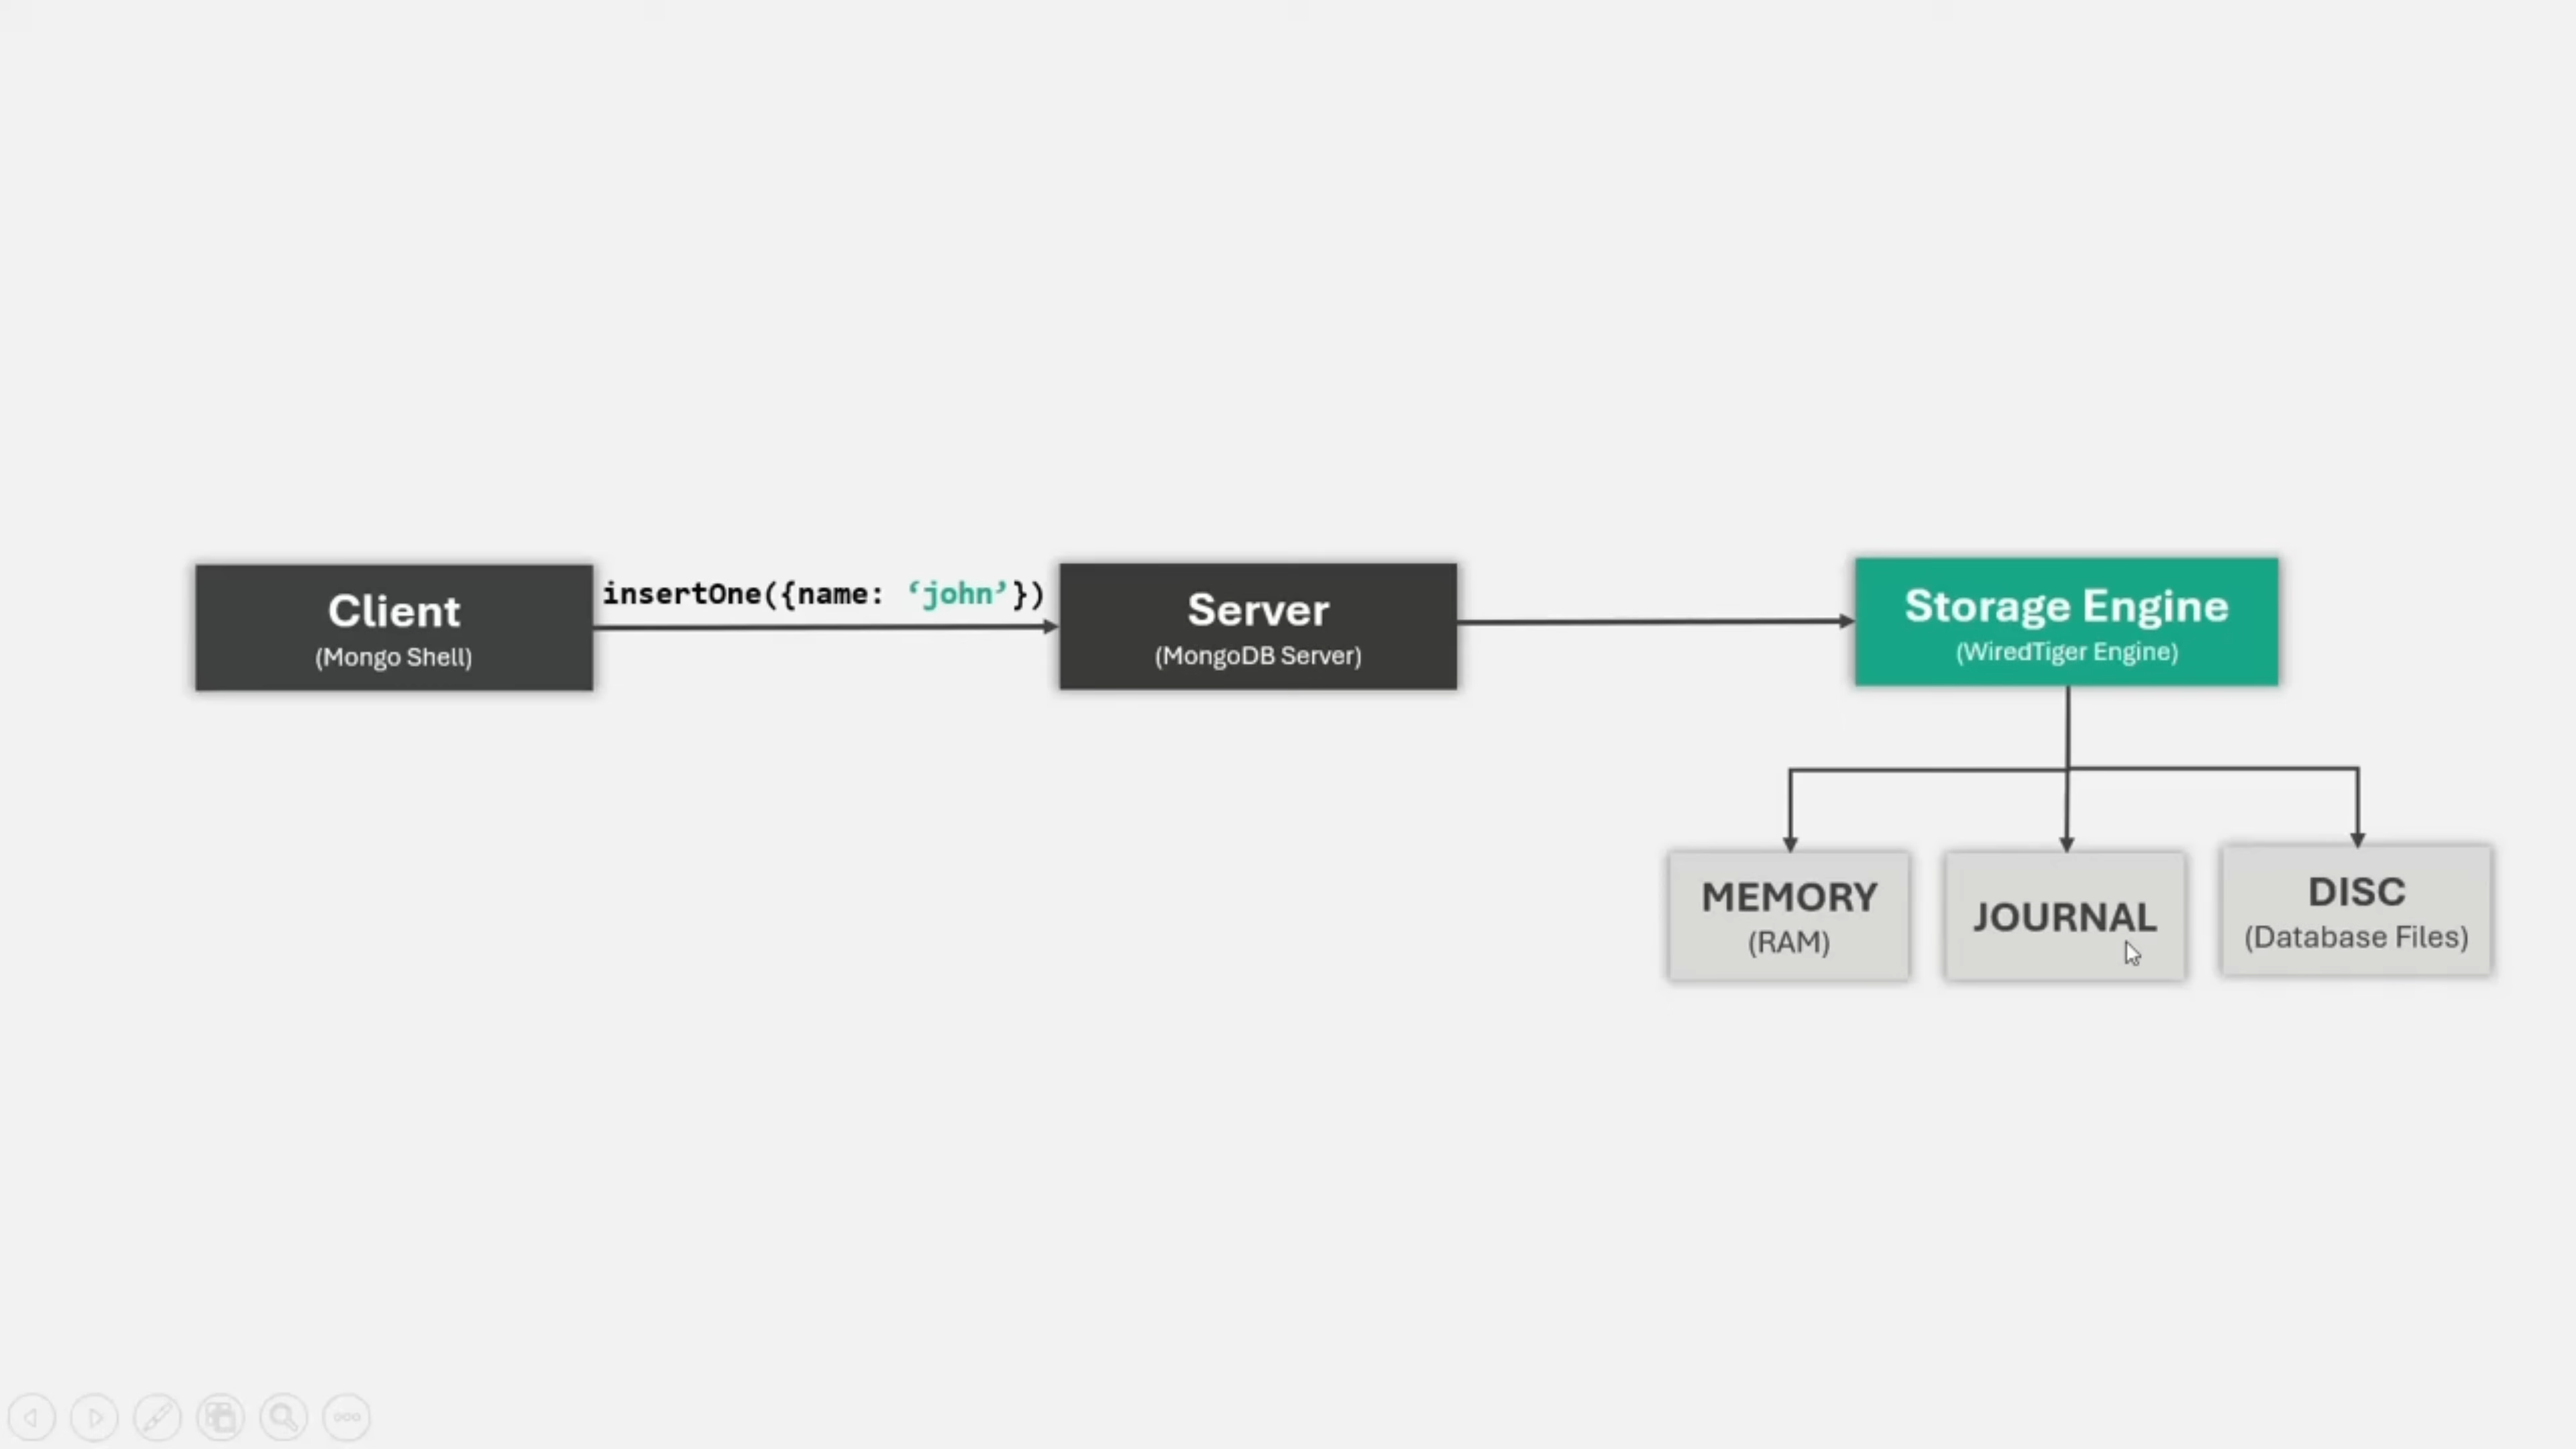 Client
(Mongo Shell)
insertOne({name: ‘john’})
Server
(MongoDB Server)
Storage Engine
(WiredTiger Engine)
MEMORY
(RAM)
JOURNAL
DISC
(Database Files)